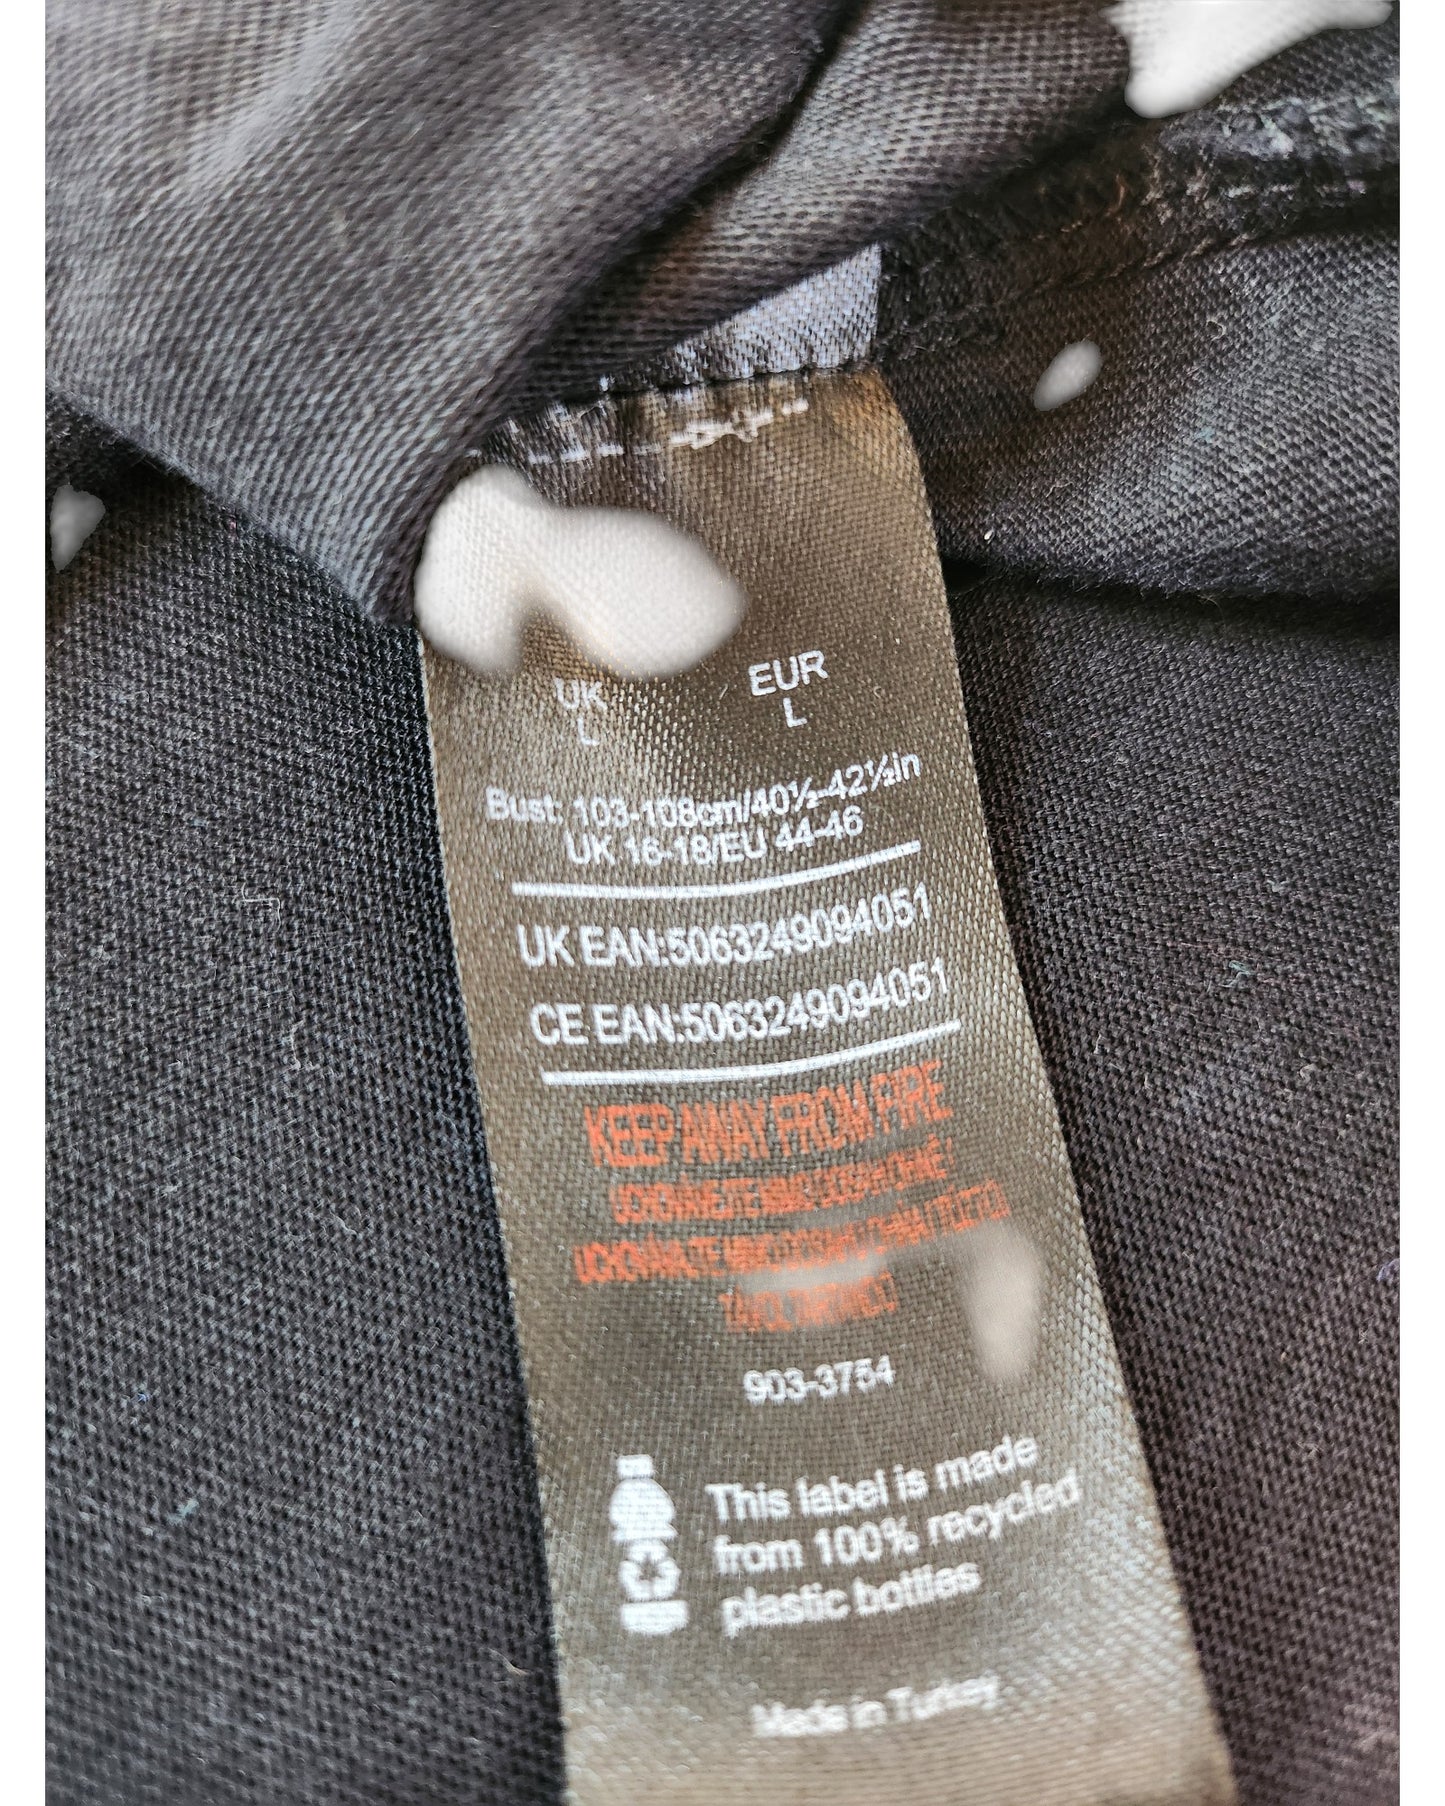 UK EUR
L L
Bust: 103-108cm/40½-42½in
UK 16-18/EU 44-46
UK EAN:5063249094051
CE EAN:5063249094051
KEEP AWAY FROM FIRE
903-3754
This label is made
from 100% recycled
plastic bottles
Made in Turkey